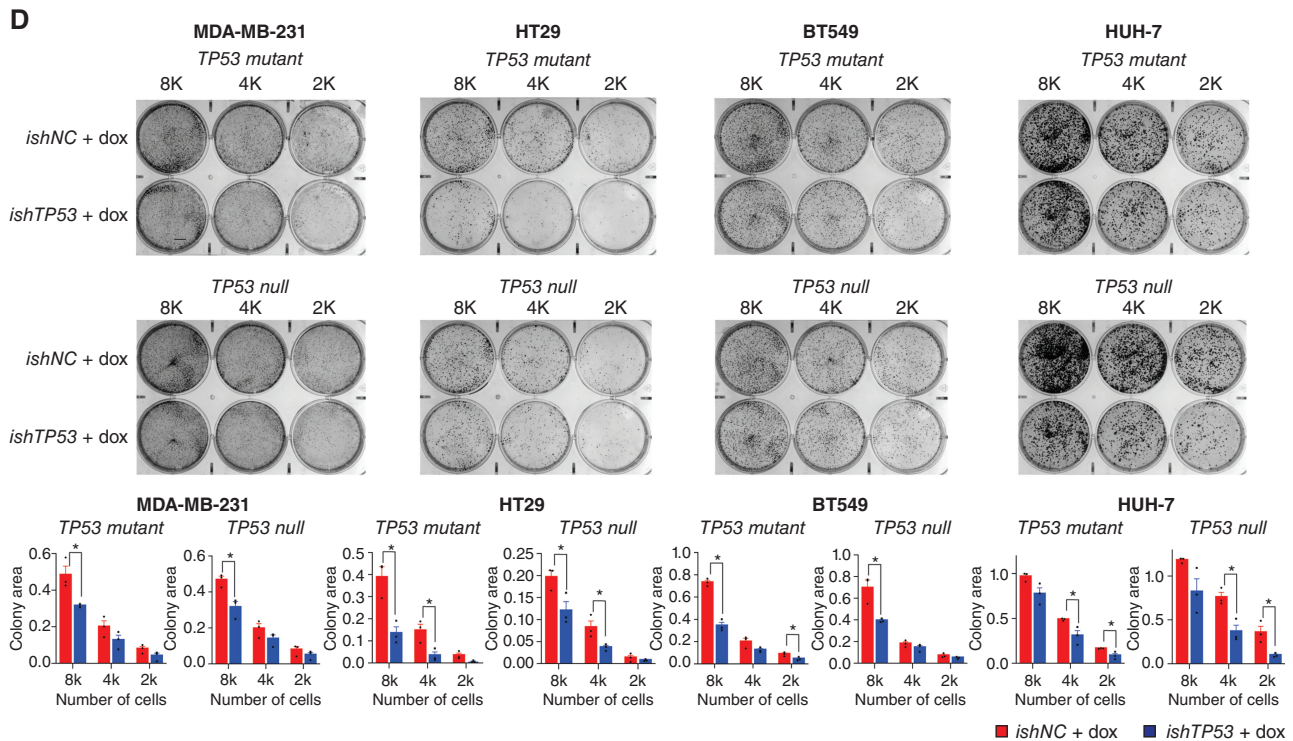 D
MDA-MB-231 HT29 BT549 HUH-7
TP53 mutant TP53 mutant TP53 mutant TP53 mutant
8K 4K 2K 8K 4K 2K 8K 4K 2K 8K 4K 2K
ishNC + dox
ishTP53 + dox
TP53 null TP53 null TP53 null TP53 null
8K 4K 2K 8K 4K 2K 8K 4K 2K 8K 4K 2K
ishNC + dox
ishTP53 + dox
MDA-MB-231 HT29 BT549 HUH-7
TP53 mutant TP53 null TP53 mutant TP53 null TP53 mutant TP53 null TP53 mutant TP53 null
Colony area
0.6
0.4
0.2
0.0
*
8k 4k 2k
Number of cells
Colony area
0.6
0.4
0.2
0.0
*
8k 4k 2k
Number of cells
Colony area
0.5
0.4
0.3
0.2
0.1
0.0
* *
8k 4k 2k
Number of cells
Colony area
0.25
0.20
0.15
0.10
0.05
0.00
* *
8k 4k 2k
Number of cells
Colony area
1.0
0.8
0.6
0.4
0.2
0.0
* *
8k 4k 2k
Number of cells
Colony area
1.0
0.8
0.6
0.4
0.2
0.0
*
8k 4k 2k
Number of cells
Colony area
1.0
0.5
0.0
* *
8k 4k 2k
Number of cells
Colony area
1.0
0.5
0.0
* *
8k 4k 2k
Number of cells
ishNC + dox ishTP53 + dox